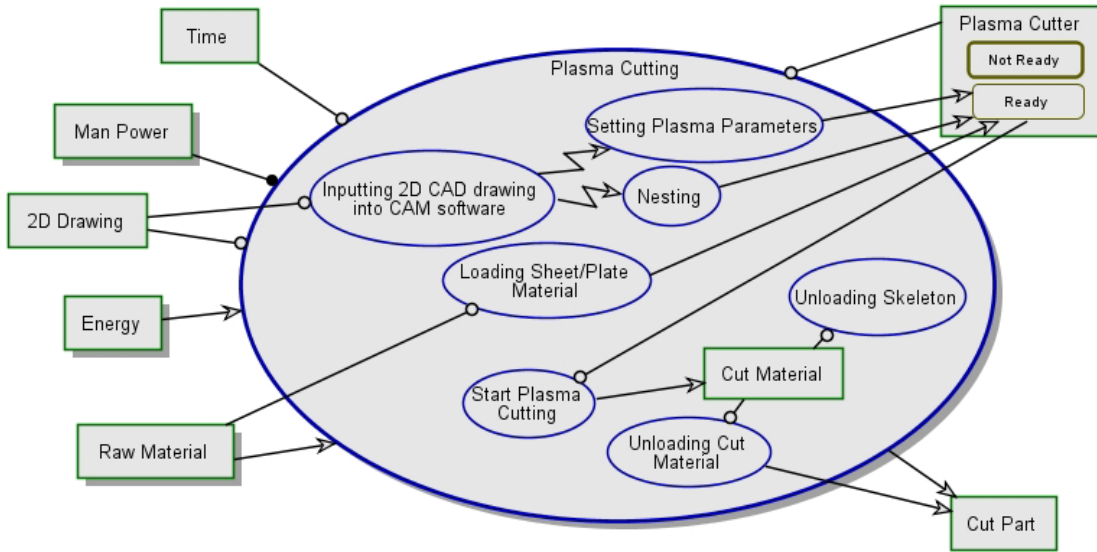 Time
Plasma Cutter
Not Ready
Ready
Plasma Cutting
Man Power
Setting Plasma Parameters
Inputting 2D CAD drawing
into CAM software
Nesting
2D Drawing
Loading Sheet/Plate
Material
Unloading Skeleton
Energy
Cut Material
Start Plasma
Cutting
Raw Material
Unloading Cut
Material
Cut Part